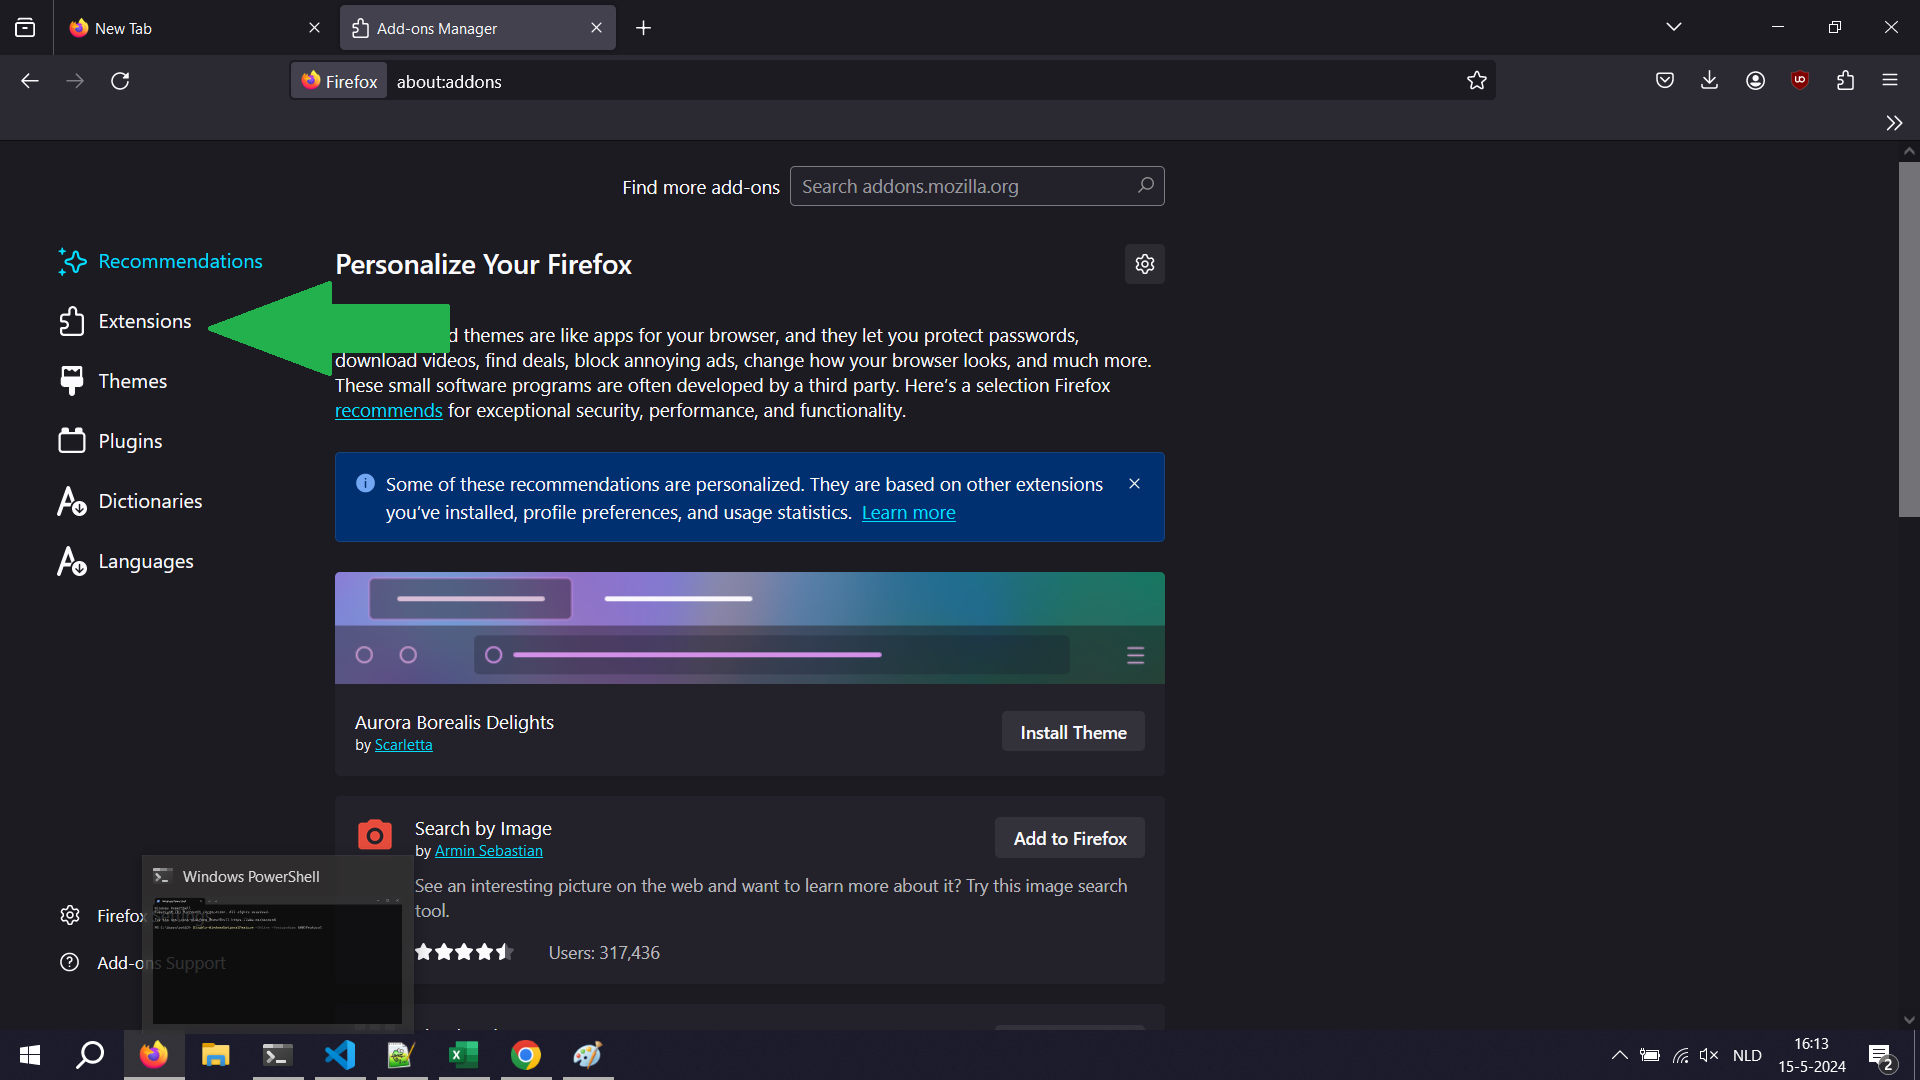 New Tab
Add-ons Manager
Firefox
about:addons
Find more add-ons
Search addons.mozilla.org
Recommendations
Extensions
Themes
Plugins
Dictionaries
Languages
Personalize Your Firefox
d themes are like apps for your browser, and they let you protect passwords,
download videos, find deals, block annoying ads, change how your browser looks, and much more.
These small software programs are often developed by a third party. Here’s a selection Firefox
recommends for exceptional security, performance, and functionality.
Some of these recommendations are personalized. They are based on other extensions
you’ve installed, profile preferences, and usage statistics. Learn more
Aurora Borealis Delights
by Scarletta
Install Theme
Search by Image
by Armin Sebastian
Add to Firefox
See an interesting picture on the web and want to learn more about it? Try this image search
tool.
Users: 317,436
Windows PowerShell
Firefox
Add-ons Support
NLD
16:13
15-5-2024
2